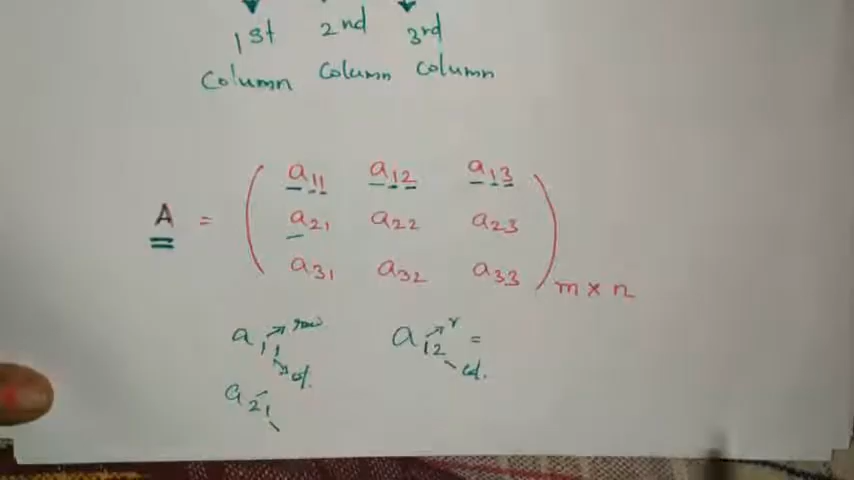 1st 2nd 3rd
Column Column Column
A = ( a11 a12 a13
a21 a22 a23
a31 a32 a33 ) m × n
a11 row col. a12 r col. =
a21